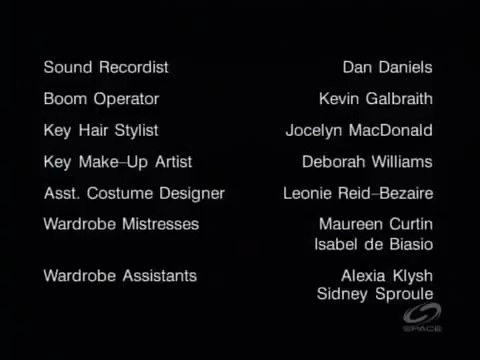 Sound Recordist Dan Daniels
Boom Operator Kevin Galbraith
Key Hair Stylist Jocelyn MacDonald
Key Make–Up Artist Deborah Williams
Asst. Costume Designer Leonie Reid–Bezaire
Wardrobe Mistresses Maureen Curtin
Isabel de Biasio
Wardrobe Assistants Alexia Klysh
Sidney Sproule
SPACE